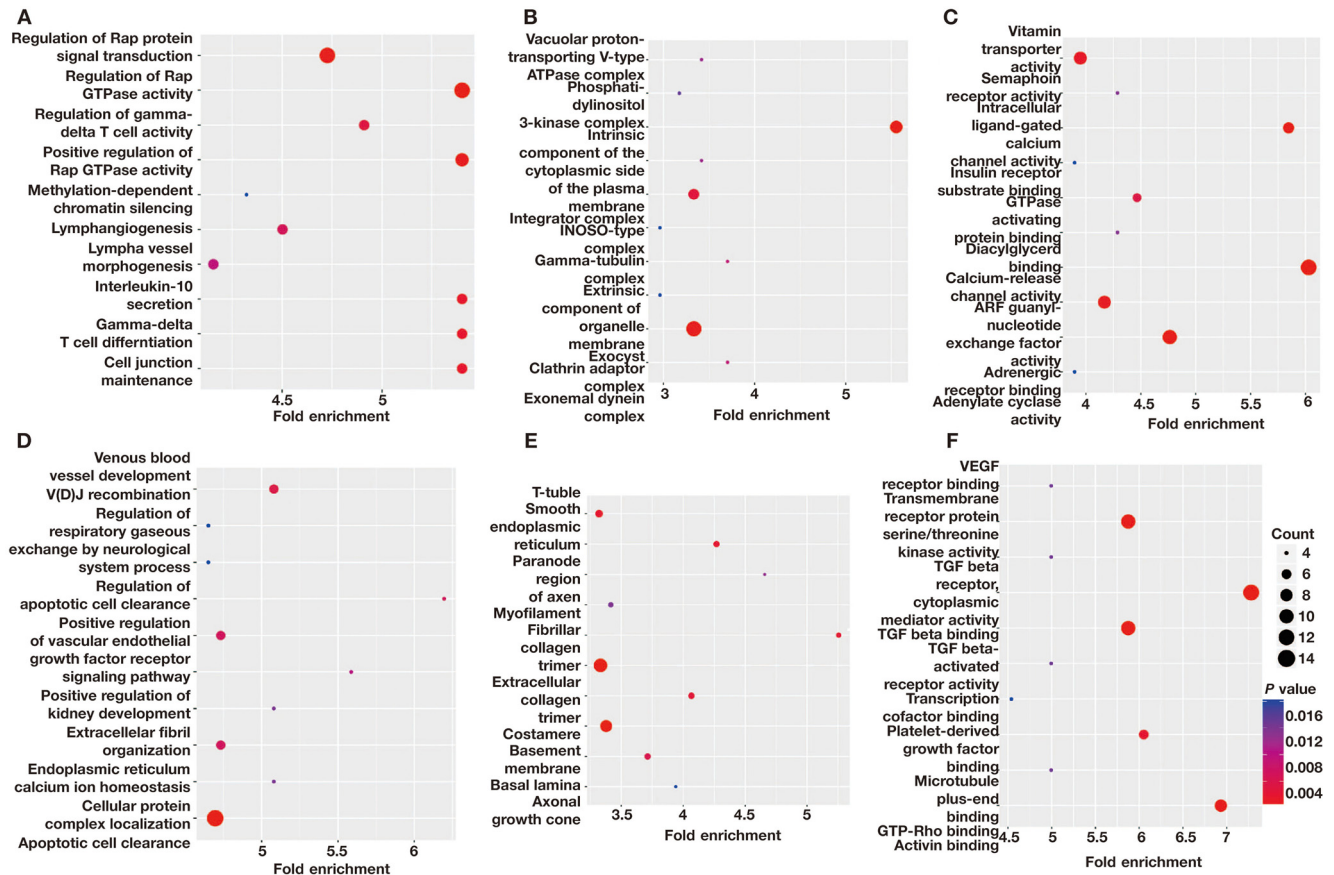 A
Regulation of Rap protein
signal transduction
Regulation of Rap
GTPase activity
Regulation of gamma-
delta T cell activity
Positive regulation of
Rap GTPase activity
Methylation-dependent
chromatin silencing
Lymphangiogenesis
Lympha vessel
morphogenesis
Interleukin-10
secretion
Gamma-delta
T cell differntiation
Cell junction
maintenance
4.5 5
Fold enrichment
B
Vacuolar proton-
transporting V-type
ATPase complex
Phosphati-
dylinositol
3-kinase complex
Intrinsic
component of the
cytoplasmic side
of the plasma
membrane
Integrator complex
INOSO-type
complex
Gamma-tubulin
complex
Extrinsic
component of
organelle
membrane
Exocyst
Clathrin adaptor
complex
Exonemal dynein
complex
3 4 5
Fold enrichment
C
Vitamin
transporter
activity
Semaphoin
receptor activity
Intracellular
ligand-gated
calcium
channel activity
Insulin receptor
substrate binding
GTPase
activating
protein binding
Diacylglycerd
binding
Calcium-release
channel activity
ARF guanyl-
nucleotide
exchange factor
activity
Adrenergic
receptor binding
Adenylate cyclase
activity
4 4.5 5 5.5 6
Fold enrichment
D
Venous blood
vessel development
V(D)J recombination
Regulation of
respiratory gaseous
exchange by neurological
system process
Regulation of
apoptotic cell clearance
Positive regulation
of vascular endothelial
growth factor receptor
signaling pathway
Positive regulation of
kidney development
Extracellelar fibril
organization
Endoplasmic reticulum
calcium ion homeostasis
Cellular protein
complex localization
Apoptotic cell clearance
5 5.5 6
Fold enrichment
E
T-tuble
Smooth
endoplasmic
reticulum
Paranode
region
of axen
Myofilament
Fibrillar
collagen
trimer
Extracellular
collagen
trimer
Costamere
Basement
membrane
Basal lamina
Axonal
growth cone
3.5 4 4.5 5
Fold enrichment
F
VEGF
receptor binding
Transmembrane
receptor protein
serine/threonine
kinase activity
TGF beta
receptor,
cytoplasmic
mediator activity
TGF beta binding
TGF beta-
activated
receptor activity
Transcription
cofactor binding
Platelet-derived
growth factor
binding
Microtubule
plus-end
binding
GTP-Rho binding
Activin binding
4.5 5 5.5 6 6.5 7
Fold enrichment
Count
4
6
8
10
12
14
P value
0.016
0.012
0.008
0.004